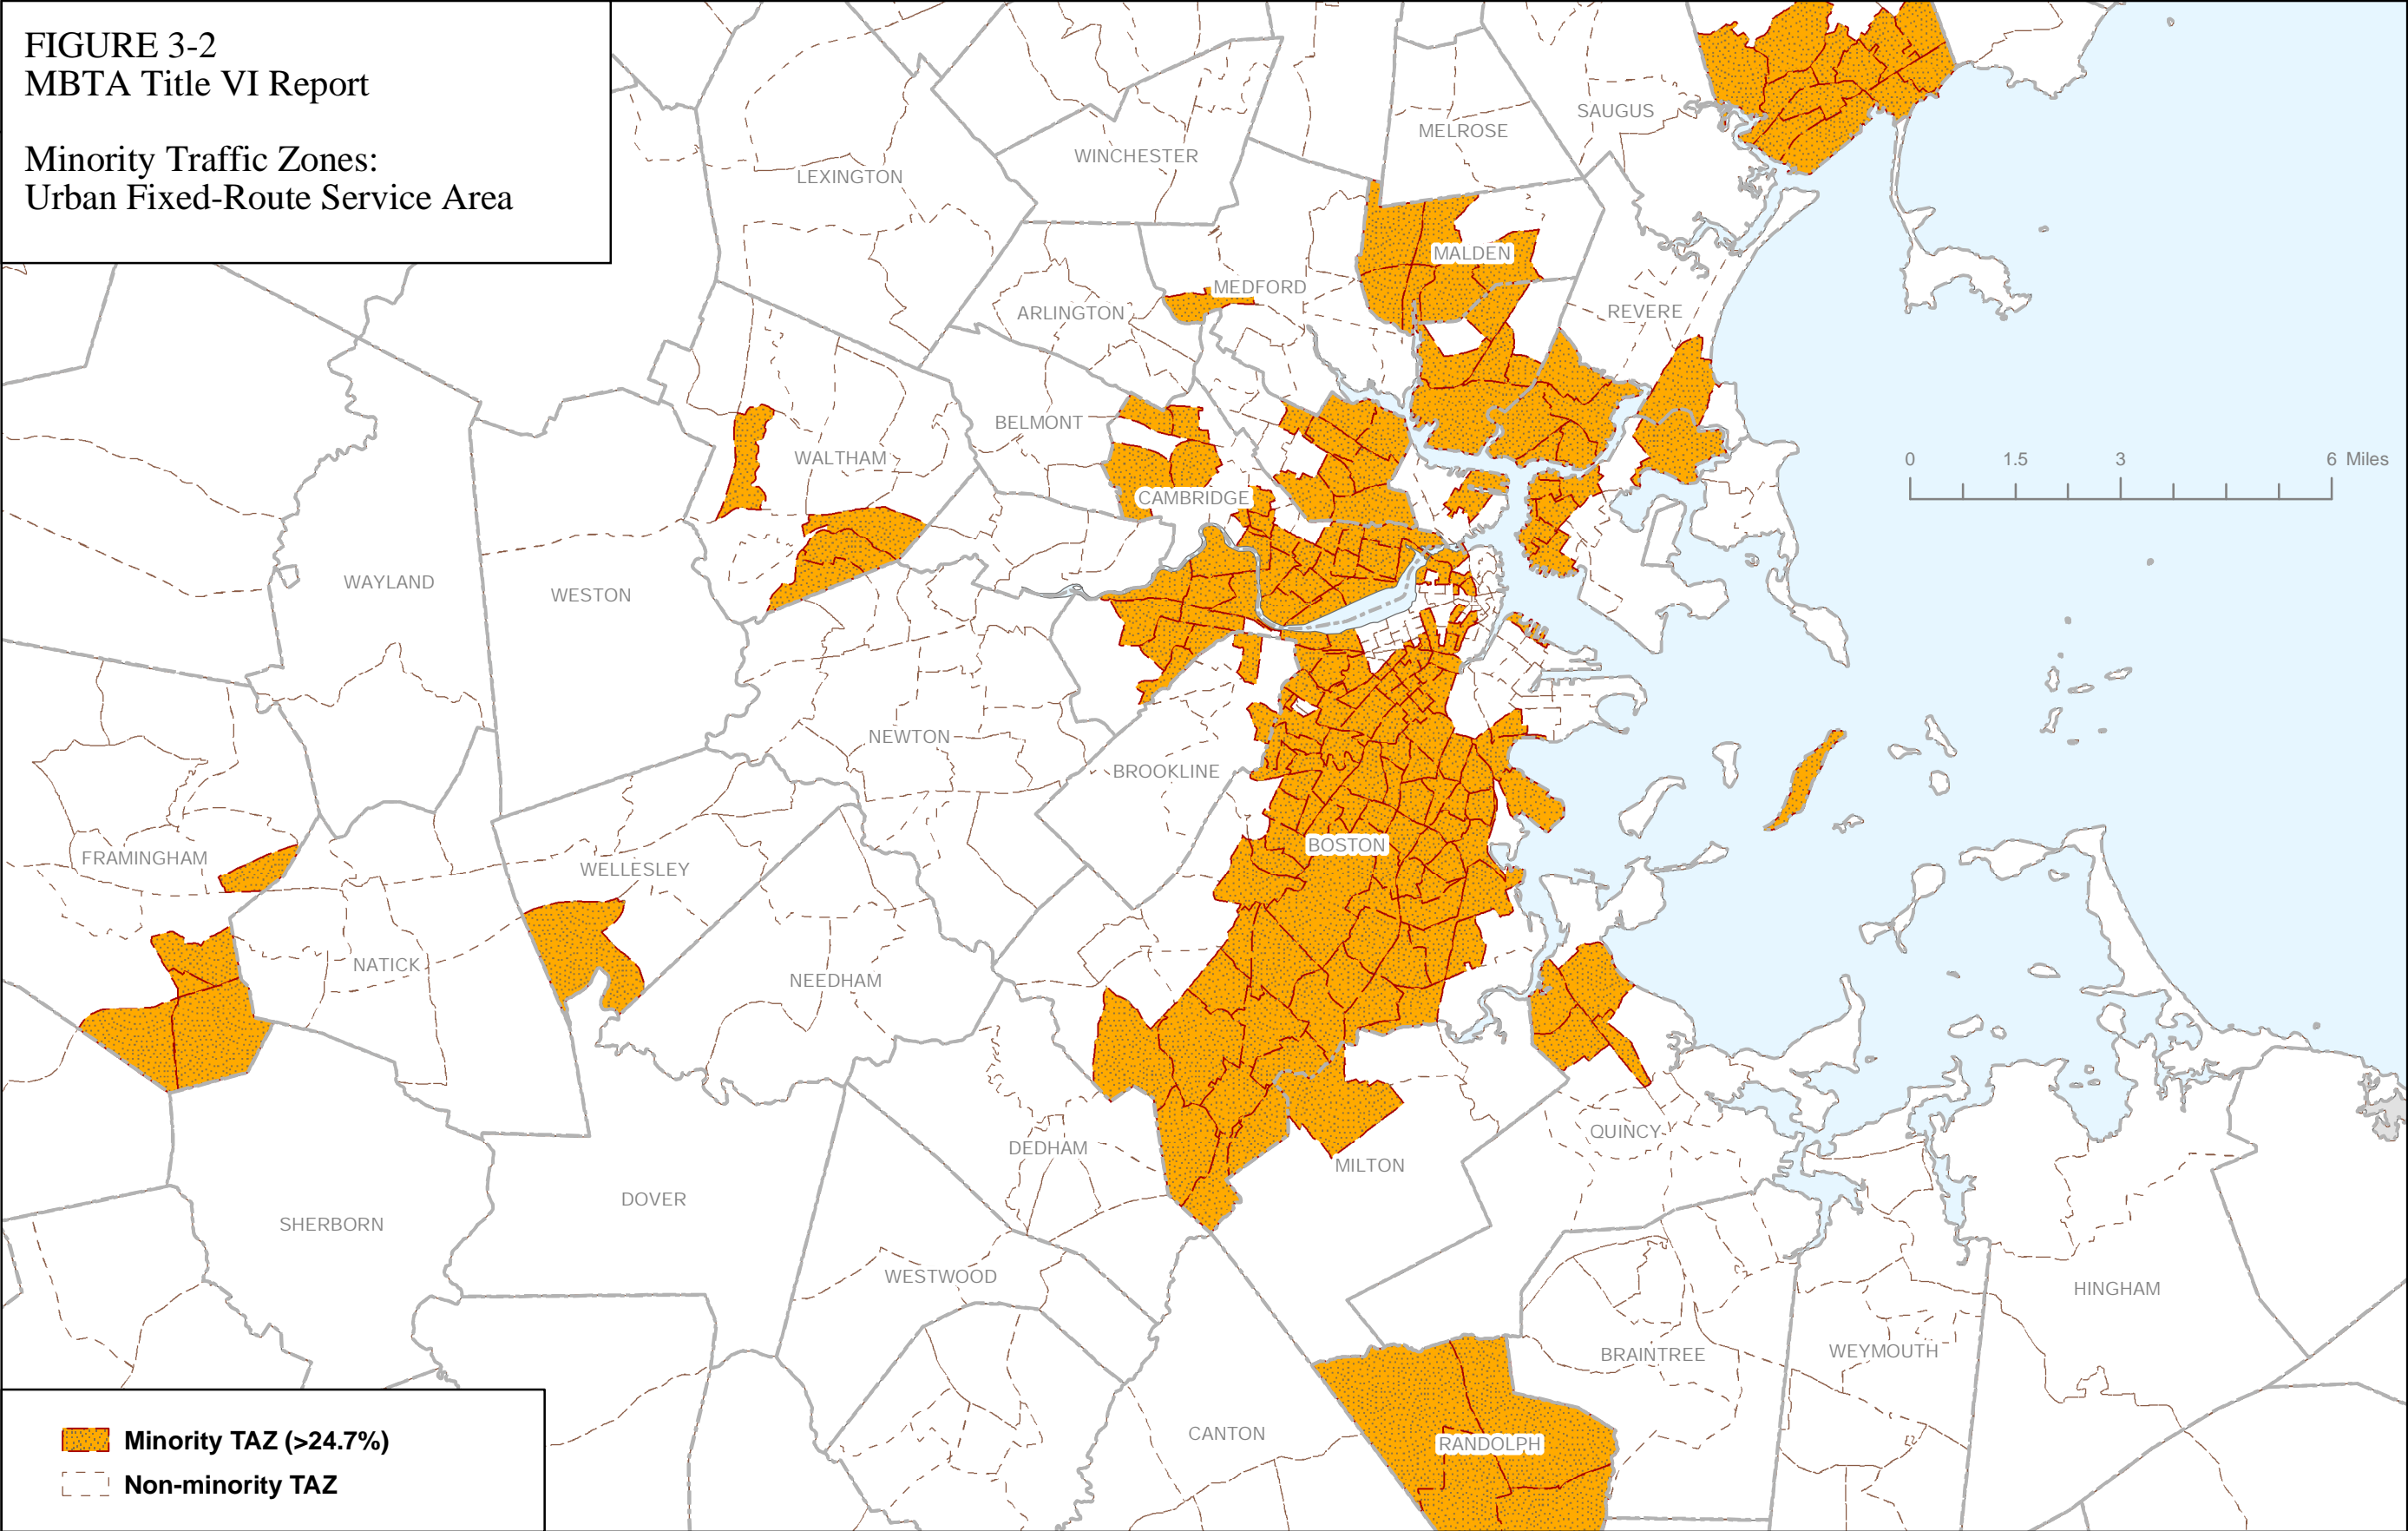 FIGURE 3-2
MBTA Title VI Report
Minority Traffic Zones:
Urban Fixed-Route Service Area
SAUGUS
MELROSE
WINCHESTER
LEXINGTON
MALDEN
MEDFORD
ARLINGTON
REVERE
BELMONT
WALTHAM
0 1.5 3 6 Miles
CAMBRIDGE
WAYLAND
WESTON
NEWTON
BROOKLINE
BOSTON
FRAMINGHAM
WELLESLEY
NATICK
NEEDHAM
QUINCY
DEDHAM
MILTON
DOVER
SHERBORN
WESTWOOD
HINGHAM
BRAINTREE
WEYMOUTH
CANTON
RANDOLPH
Minority TAZ (>24.7%)
Non-minority TAZ